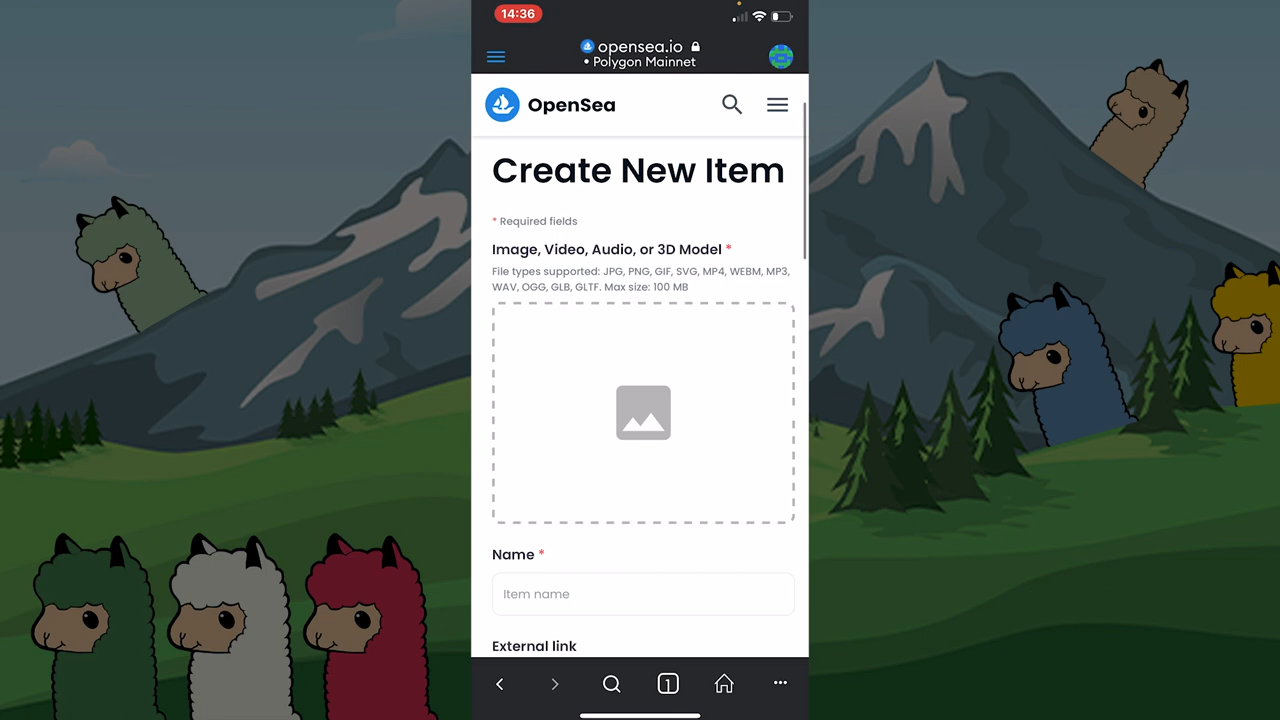 14:36
opensea.io
• Polygon Mainnet
OpenSea
Create New Item
* Required fields
Image, Video, Audio, or 3D Model *
File types supported: JPG, PNG, GIF, SVG, MP4, WEBM, MP3,
WAV, OGG, GLB, GLTF. Max size: 100 MB
Name *
Item name
External link
1